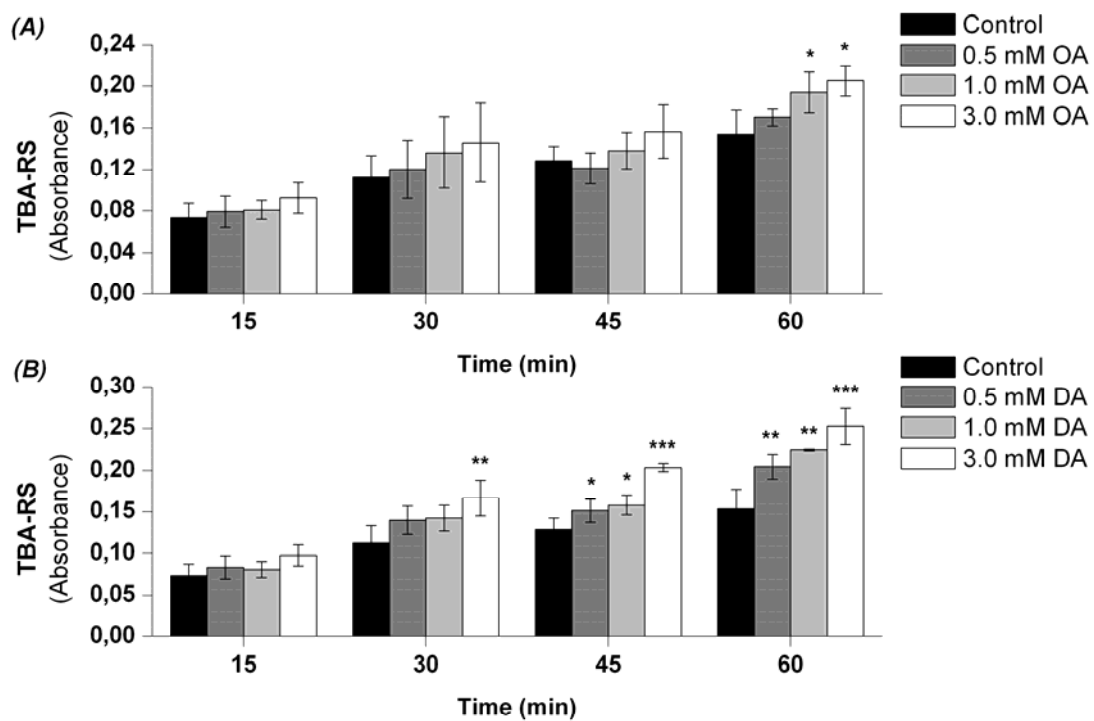 (A)
0,24
0,20
0,16
0,12
0,08
0,04
0,00
TBA-RS
(Absorbance)
* *
15 30 45 60
Time (min)
Control
0.5 mM OA
1.0 mM OA
3.0 mM OA
(B)
0,30
0,25
0,20
0,15
0,10
0,05
0,00
TBA-RS
(Absorbance)
** * * *** ** ** ***
15 30 45 60
Time (min)
Control
0.5 mM DA
1.0 mM DA
3.0 mM DA